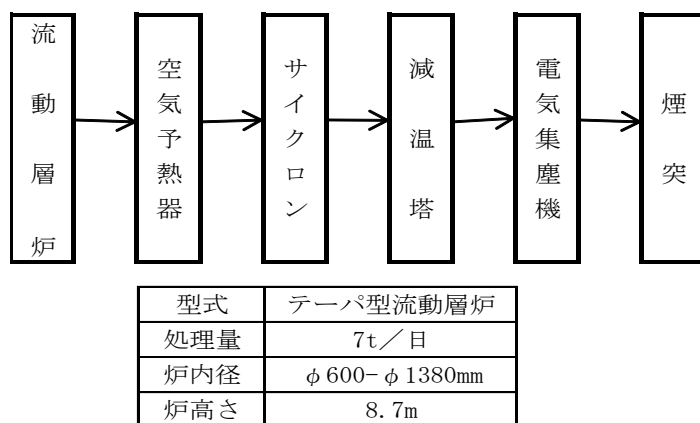 流動層炉
空気予熱器
サイクロン
減温塔
電気集塵機
煙突
型式 テーパ型流動層炉
処理量 7t/日
炉内径 φ600-φ1380mm
炉高さ 8.7m